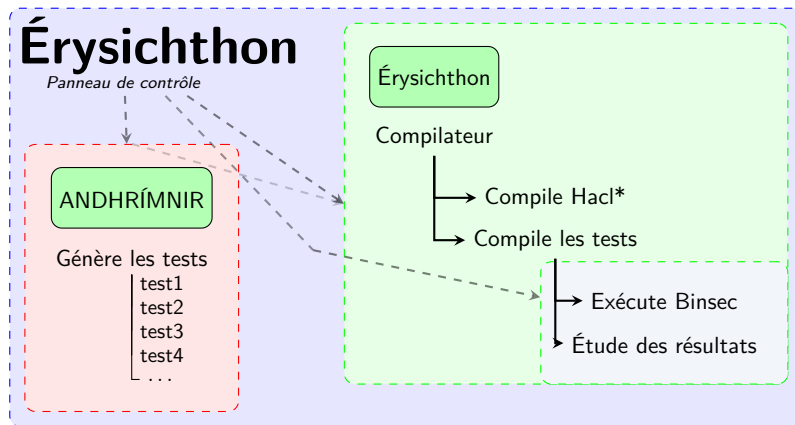 Érysichthon
Panneau de contrôle
ANDHRÍMNIR
Génère les tests
test1
test2
test3
test4
...
Érysichthon
Compilateur
Compile Hacl*
Compile les tests
Exécute Binsec
Étude des résultats